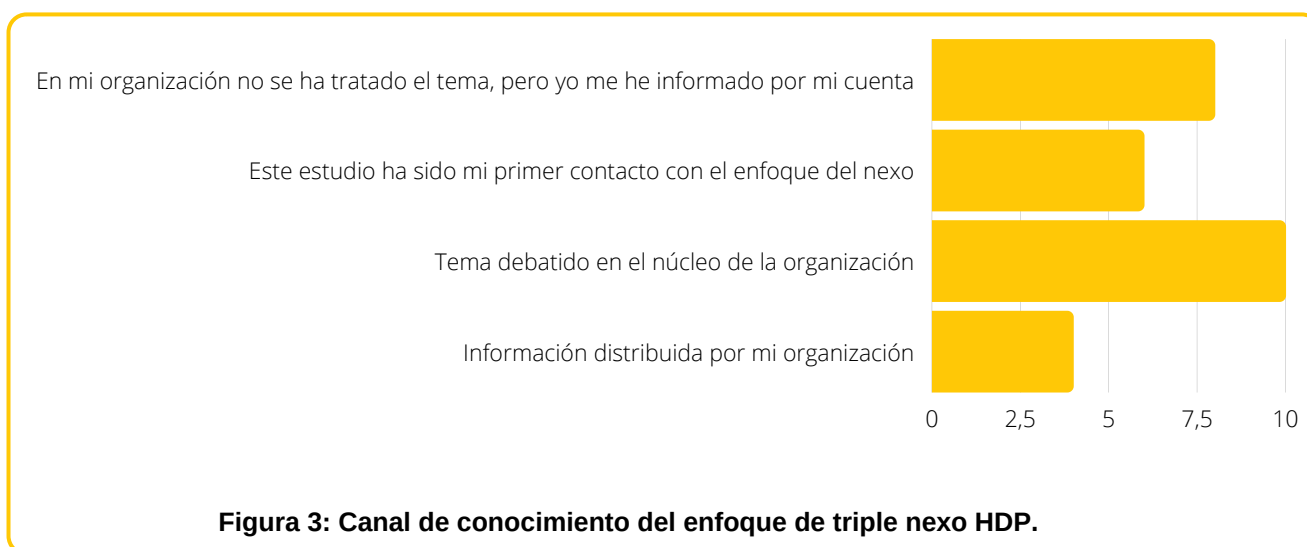 En mi organización no se ha tratado el tema, pero yo me he informado por mi cuenta
Este estudio ha sido mi primer contacto con el enfoque del nexo
Tema debatido en el núcleo de la organización
Información distribuida por mi organización
0 2,5 5 7,5 10
Figura 3: Canal de conocimiento del enfoque de triple nexo HDP.